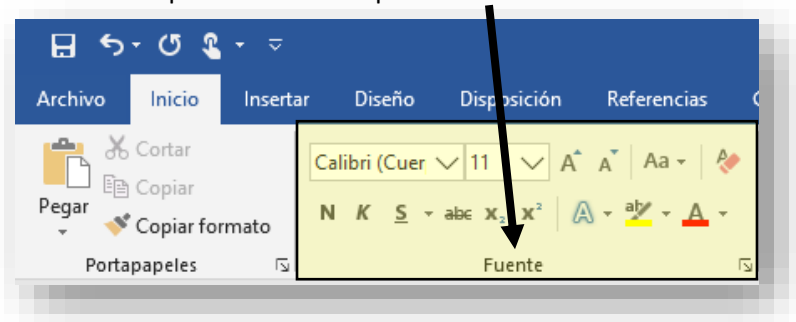 Archivo Inicio Insertar Diseño Disposición Referencias
Cortar
Calibri (Cuer 11 A A Aa A
Copiar
Pegar
N K S abc X₂ X² A ab A
Copiar formato
Portapapeles Fuente